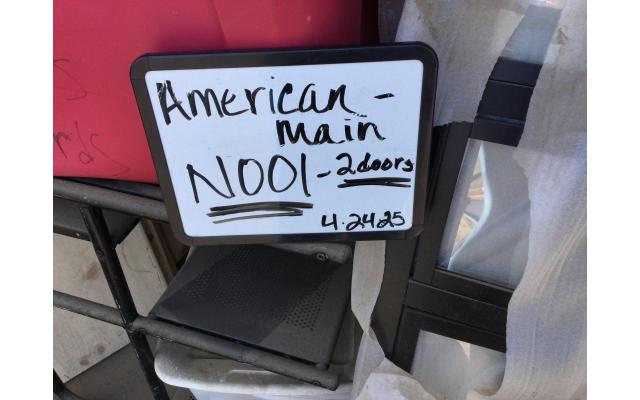 American -
main
N001 - 2doors
4.24.25